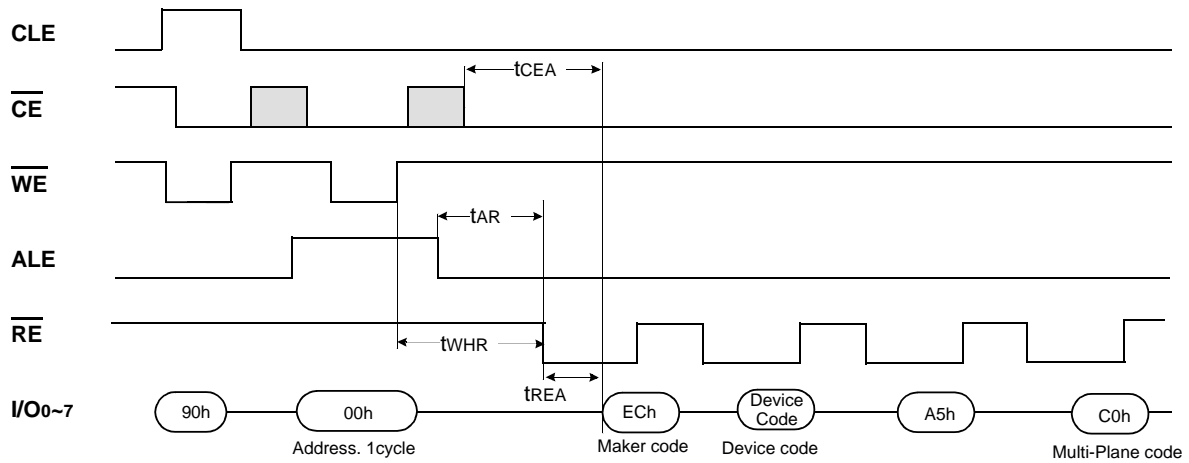 CLE
tCEA
CE
WE
tAR
ALE
RE
tWHR
tREA
I/O0~7
90h
00h
ECh
Device
Code
A5h
C0h
Address. 1cycle
Maker code
Device code
Multi-Plane code